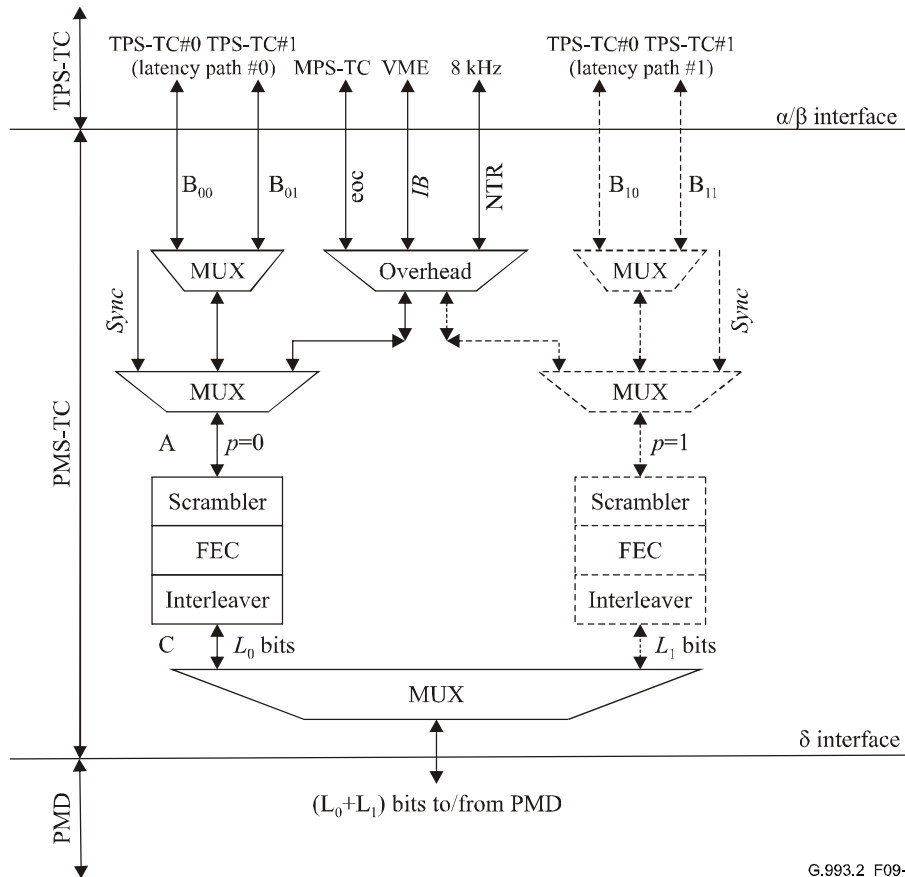 TPS-TC
TPS-TC#0 TPS-TC#1
(latency path #0)
MPS-TC VME 8 kHz
TPS-TC#0 TPS-TC#1
(latency path #1)
α/β interface
PMS-TC
B₀₀
B₀₁
eoc
IB
NTR
B₁₀
B₁₁
MUX
Overhead
MUX
Sync
Sync
MUX
MUX
A
p=0
p=1
Scrambler
FEC
Interleaver
Scrambler
FEC
Interleaver
C
L₀ bits
L₁ bits
MUX
δ interface
PMD
(L₀+L₁) bits to/from PMD
G.993.2_F09-